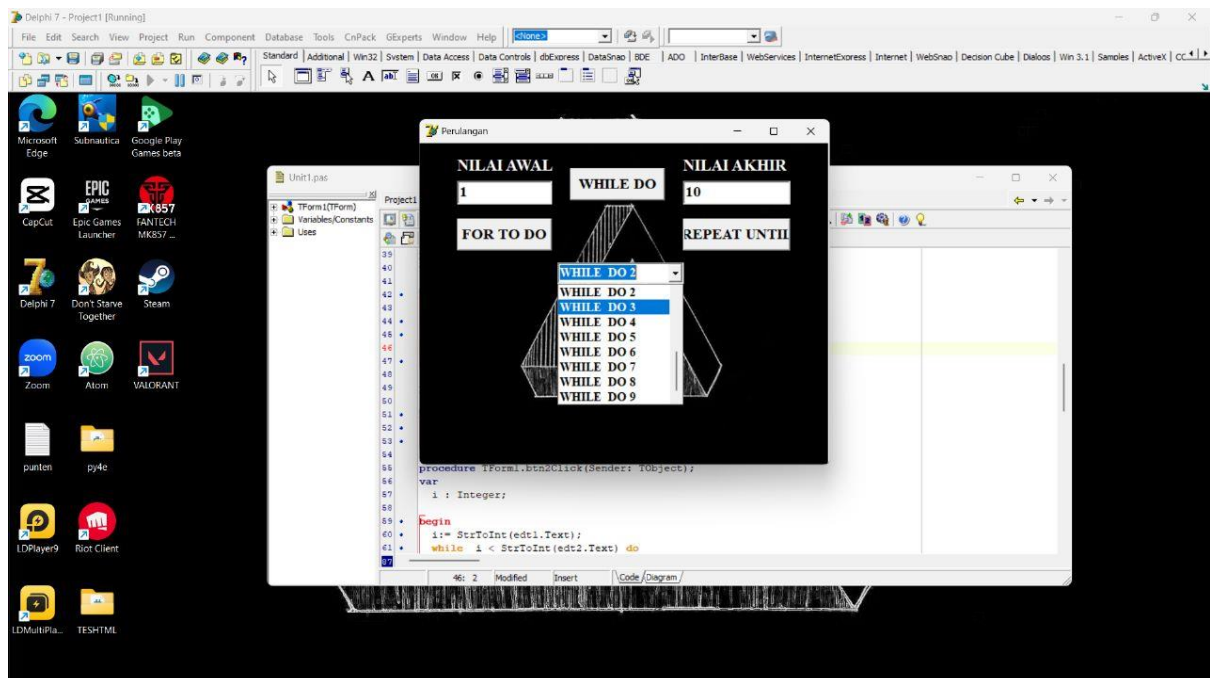 Delphi 7 - Project1 [Running]
File Edit Search View Project Run Component Database Tools CnPack GExperts Window Help <None>
Standard Additional Win32 System Data Access Data Controls dbExpress DataSnap BDE ADO InterBase WebServices InternetExpress Internet WebSnap Decision Cube Dialogs Win 3.1 Samples ActiveX
Microsoft Edge
Subnautica
Google Play Games beta
CapCut
EPIC GAMES
Epic Games Launcher
MK857
FANTECH MK857 ...
Delphi 7
Don't Starve Together
Steam
zoom
Zoom
Atom
VALORANT
punten
py4e
LDPlayer9
Riot Client
LDMultiPla...
TESHTML
Perulangan
NILAI AWAL
WHILE DO
NILAI AKHIR
1
10
FOR TO DO
REPEAT UNTIL
WHILE DO 2
WHILE DO 2
WHILE DO 3
WHILE DO 4
WHILE DO 5
WHILE DO 6
WHILE DO 7
WHILE DO 8
WHILE DO 9
Unit1.pas
Project1
TForm1(TForm)
Variables/Constants
Uses
39
40
41
42
43
44
45
46
47
48
49
50
51
52
53
54
55 procedure TForm1.btn2Click(Sender: TObject);
56 var
57 i : Integer;
58
59 begin
60 i:= StrToInt(edt1.Text);
61 while i < StrToInt(edt2.Text) do
87
46: 2 Modified Insert Code Diagram